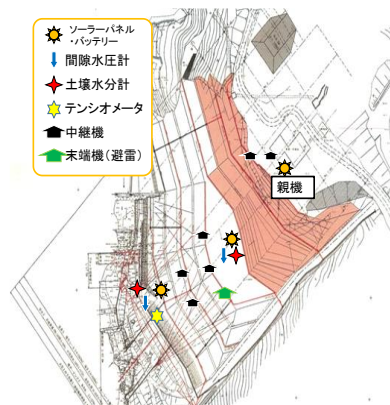 ソーラーパネル
・バッテリー
間隙水圧計
土壌水分計
テンシオメータ
中継機
末端機(避雷)
親機